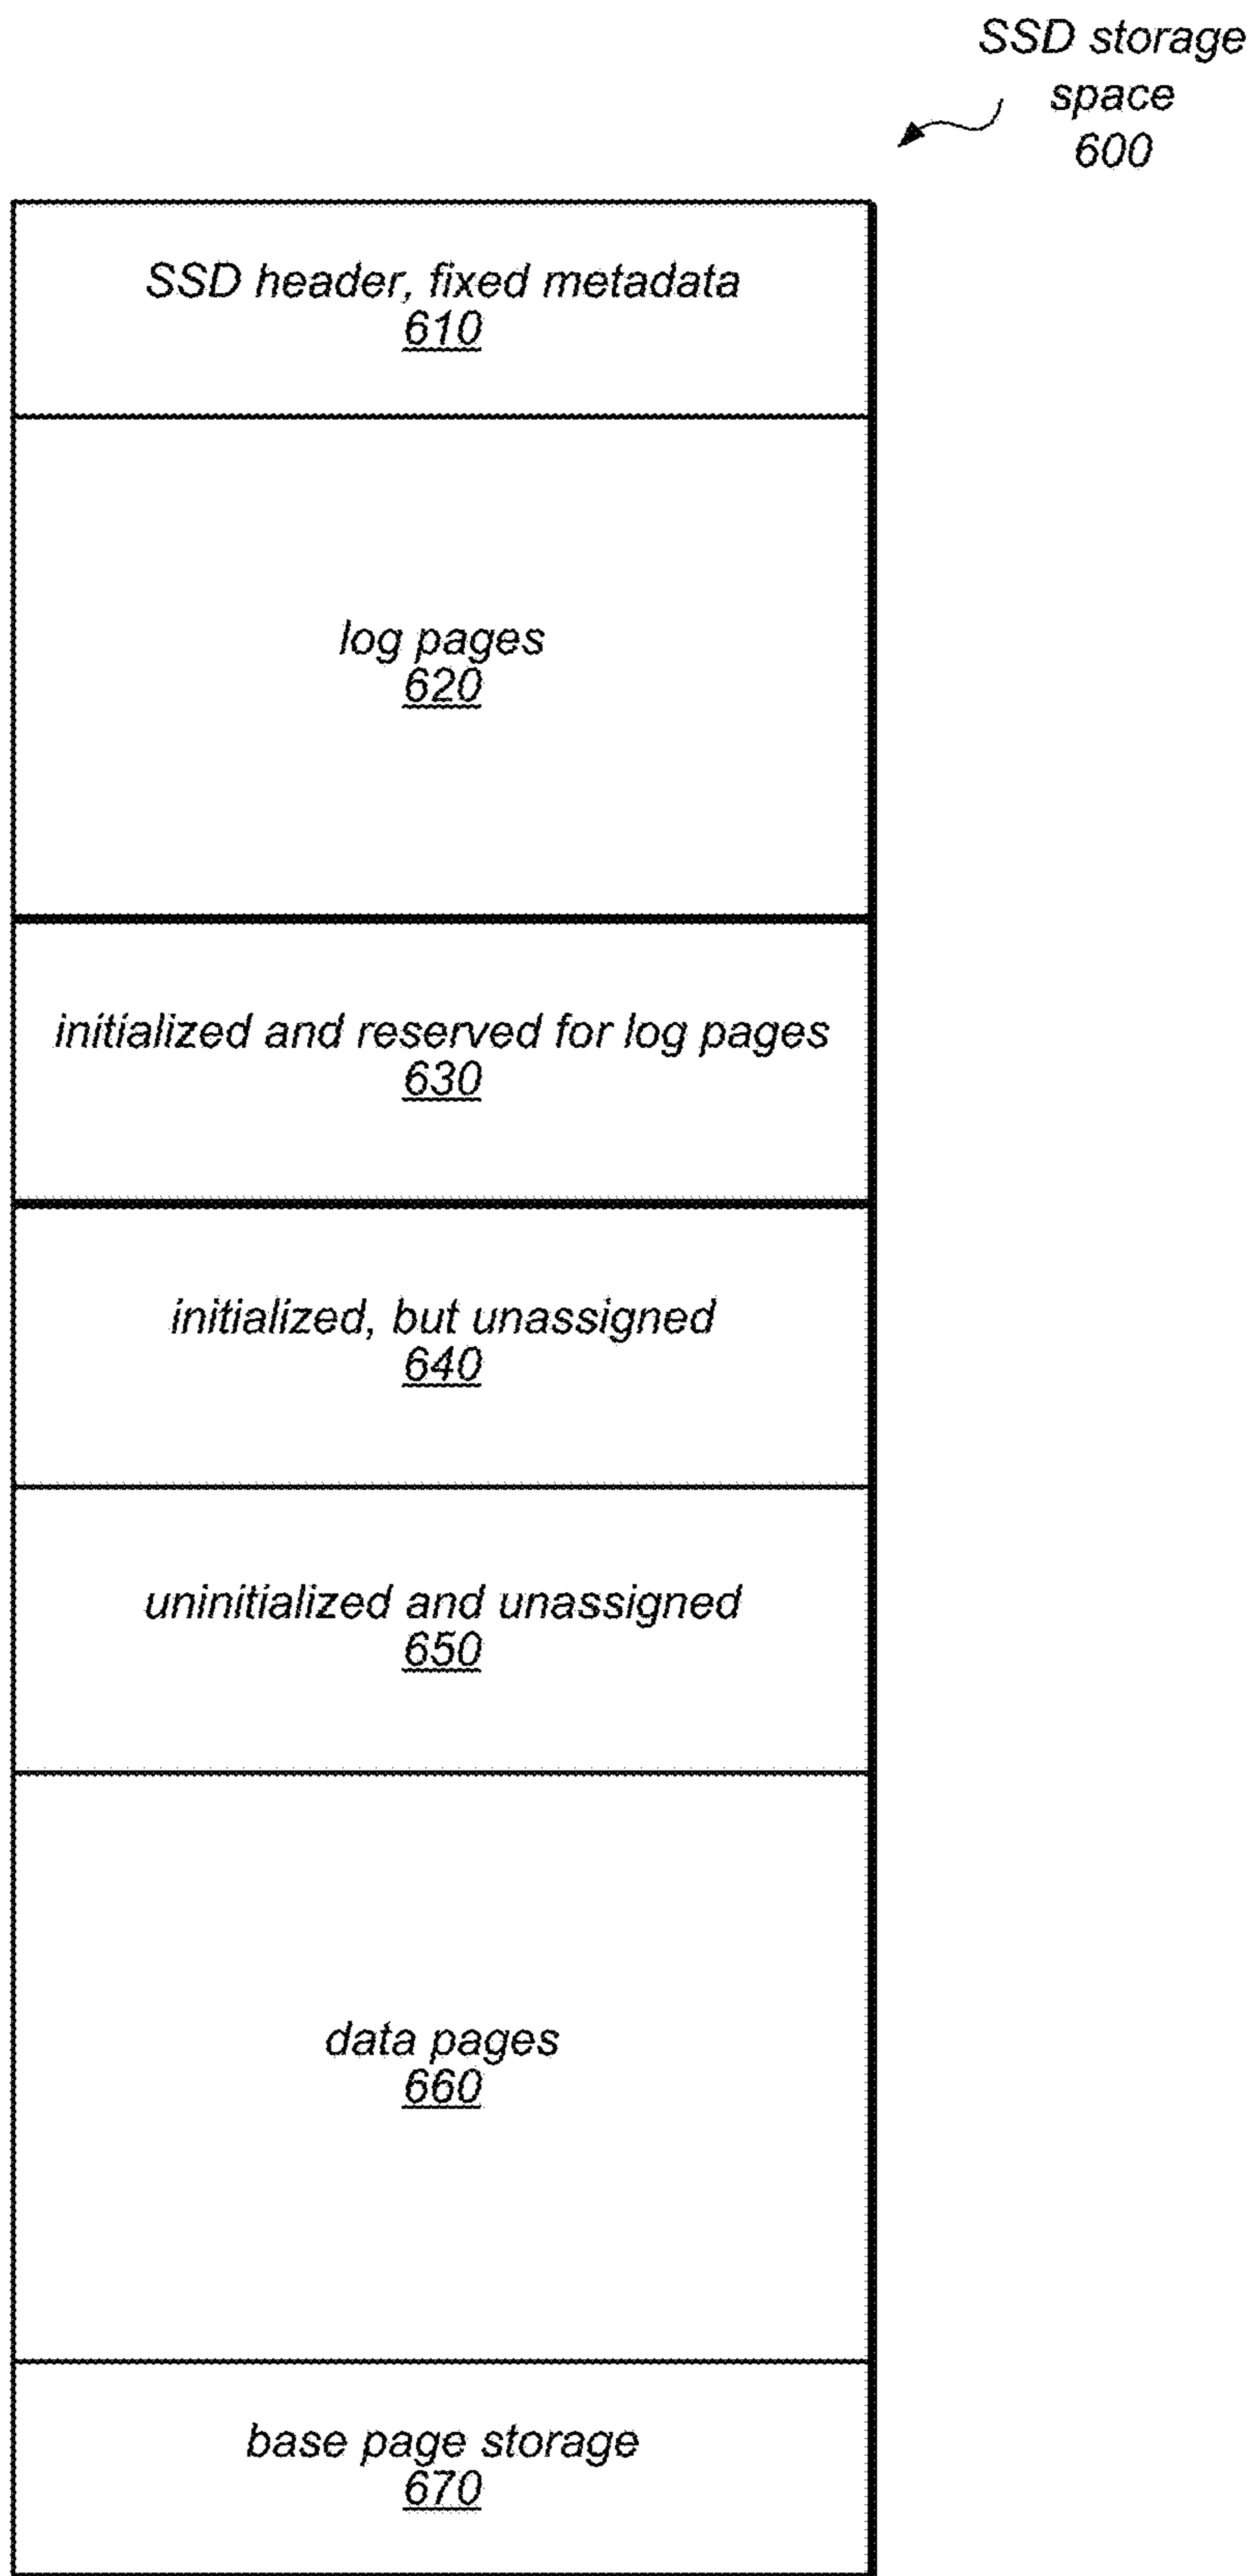 SSD storage
space
600
SSD header, fixed metadata
610
log pages
620
initialized and reserved for log pages
630
initialized, but unassigned
640
uninitialized and unassigned
650
data pages
660
base page storage
670